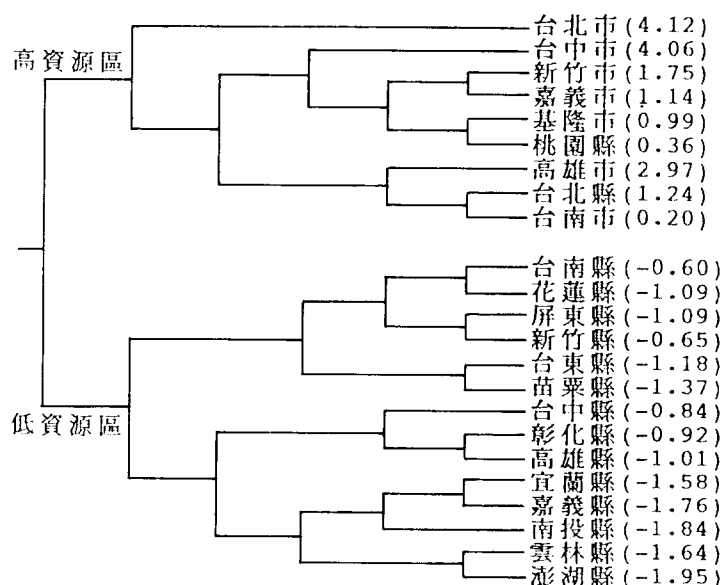 台北市(4.12)
高資源區
台中市(4.06)
新竹市(1.75)
嘉義市(1.14)
基隆市(0.99)
桃園縣(0.36)
高雄市(2.97)
台北縣(1.24)
台南市(0.20)
台南縣(-0.60)
花蓮縣(-1.09)
屏東縣(-1.09)
新竹縣(-0.65)
台東縣(-1.18)
苗粟縣(-1.37)
低資源區
台中縣(-0.84)
彰化縣(-0.92)
高雄縣(-1.01)
宜蘭縣(-1.58)
嘉義縣(-1.76)
南投縣(-1.84)
雲林縣(-1.64)
澎湖縣(-1.95)